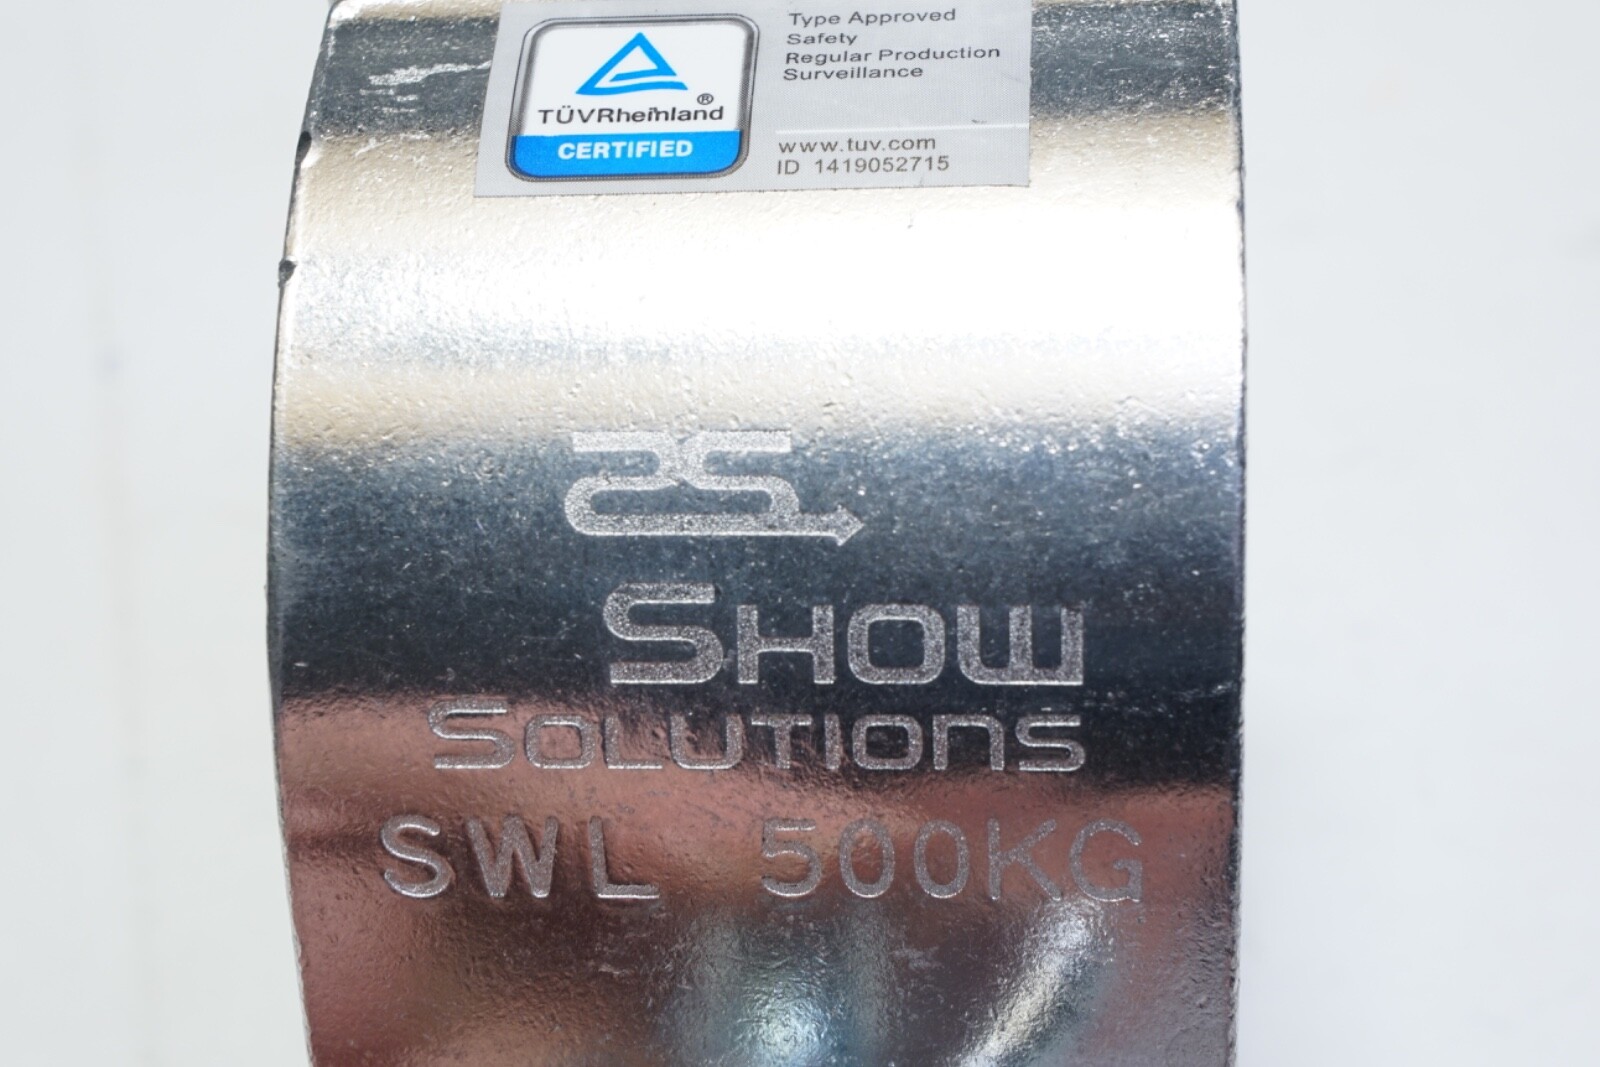 Type Approved
Safety
Regular Production
Surveillance
TÜVRheinland®
CERTIFIED
www.tuv.com
ID 1419052715
SHOW
SOLUTIONS
SWL 500KG